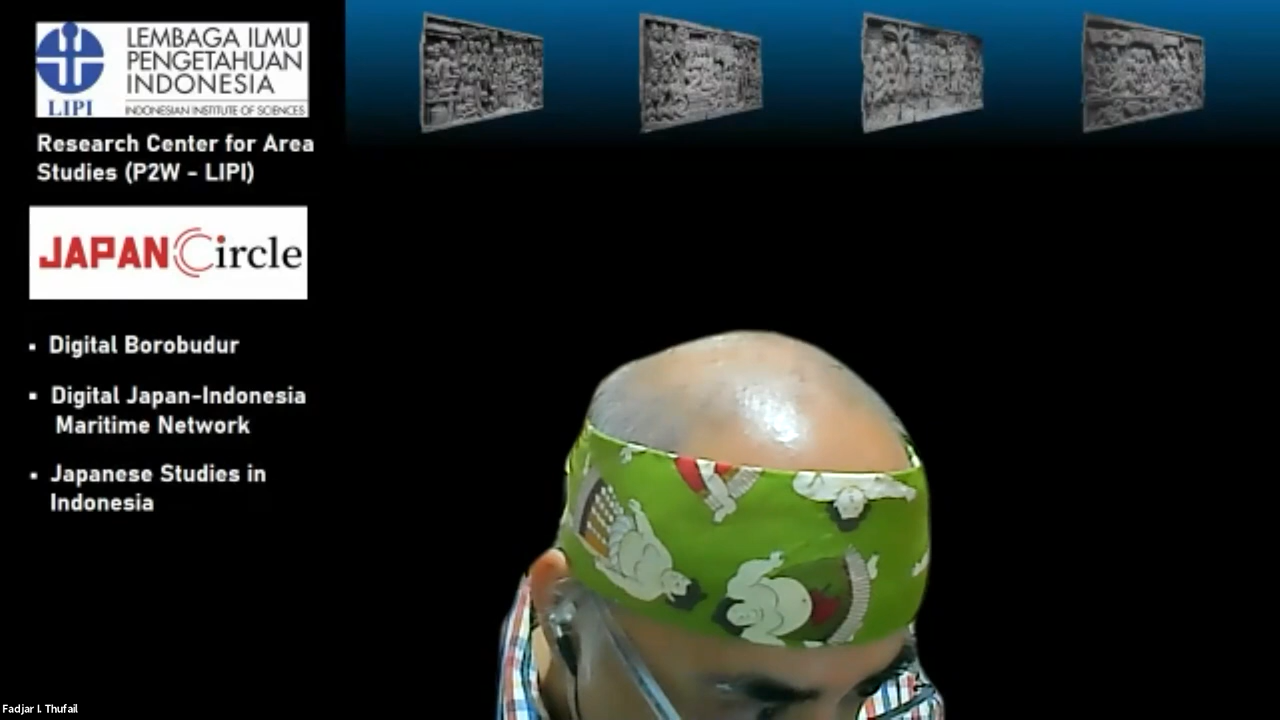 LEMBAGA ILMU
PENGETAHUAN
INDONESIA
LIPI
INDONESIAN INSTITUTE OF SCIENCES
Research Center for Area
Studies (P2W - LIPI)
JAPAN Circle
▪ Digital Borobudur
▪ Digital Japan-Indonesia
Maritime Network
▪ Japanese Studies in
Indonesia
Fadjar I. Thufail